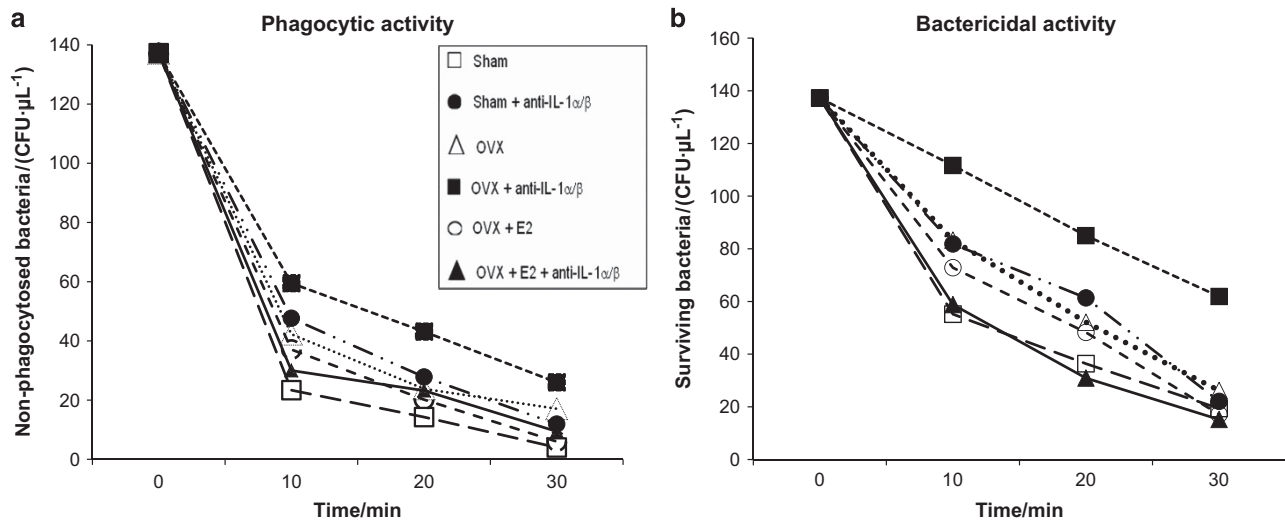 a
Phagocytic activity
Non-phagocytosed bacteria/(CFU·µL⁻¹)
140
120
100
80
60
40
20
0
0 10 20 30
Time/min
Sham
Sham + anti-IL-1α/β
OVX
OVX + anti-IL-1α/β
OVX + E2
OVX + E2 + anti-IL-1α/β
b
Bactericidal activity
Surviving bacteria/(CFU·µL⁻¹)
160
140
120
100
80
60
40
20
0
0 10 20 30
Time/min